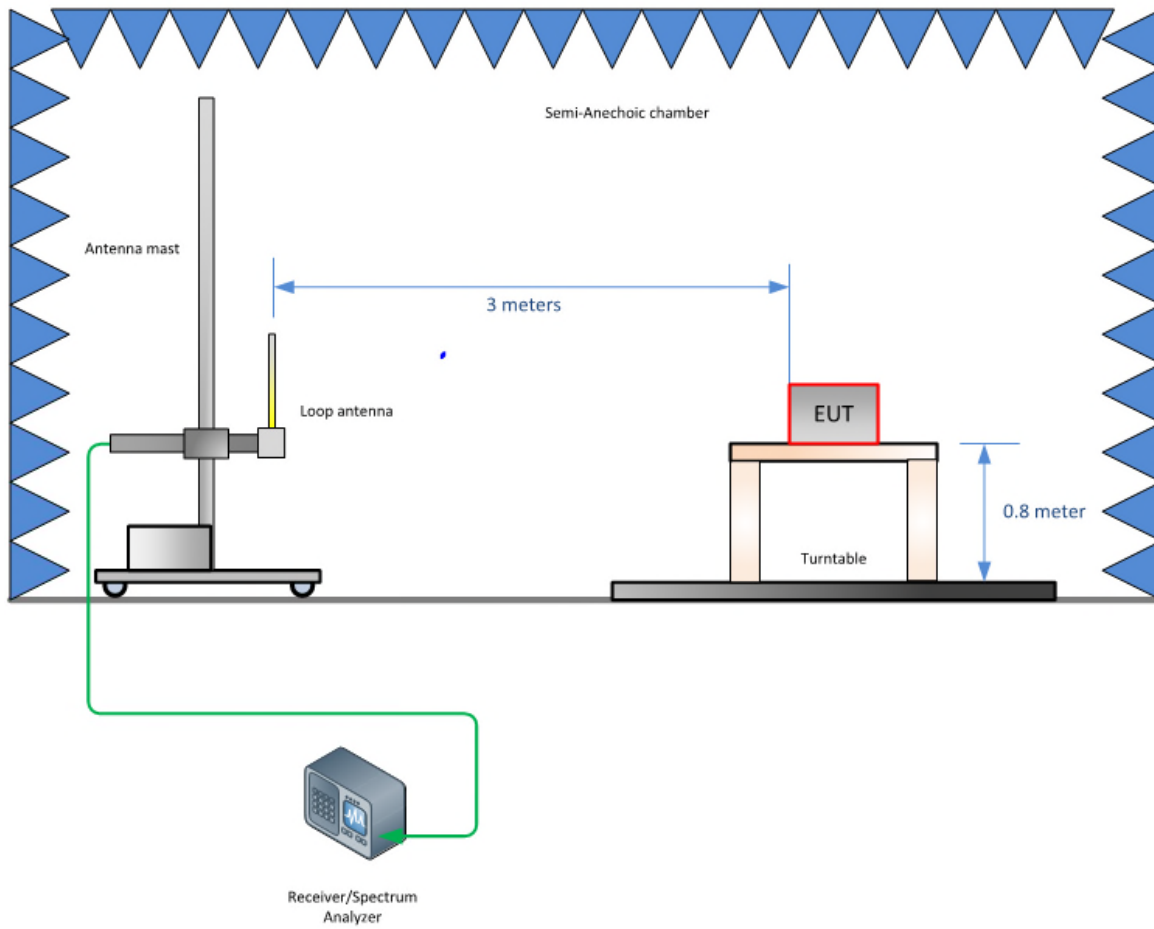 Semi-Anechoic chamber
Antenna mast
3 meters
Loop antenna
EUT
0.8 meter
Turntable
Receiver/Spectrum
Analyzer